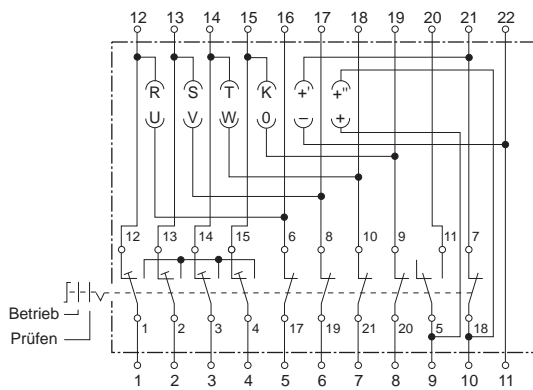 12 13 14 15 16 17 18 19 20 21 22
R S T K +' +"
U V W 0 − +
12 13 14 15 6 8 10 9 11 7
Betrieb
1 2 3 4 17 19 21 20 5 18
Prüfen
1 2 3 4 5 6 7 8 9 10 11